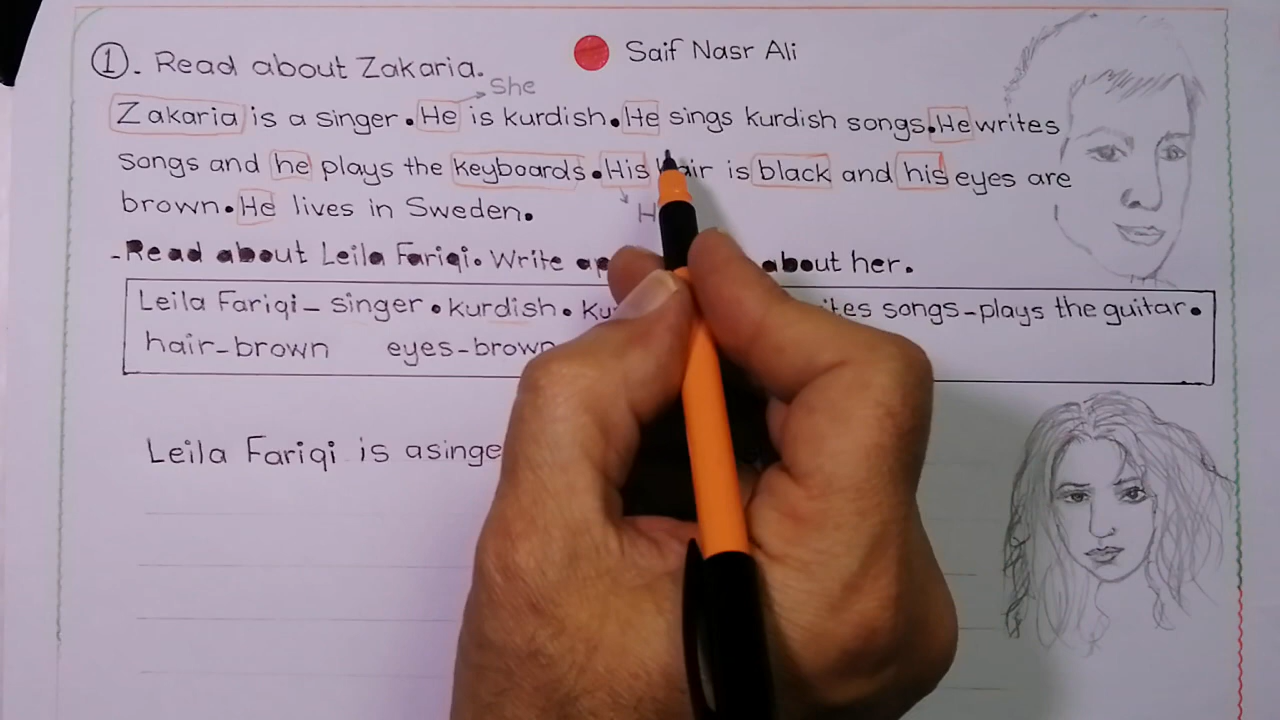 1. Read about Zakaria.
Saif Nasr Ali
She
Zakaria is a singer. He is kurdish. He sings kurdish songs. He writes
songs and he plays the keyboards. His hair is black and his eyes are
brown. He lives in Sweden.
- Read about Leila Fariqi. Write about her.
Leila Fariqi - singer. kurdish. songs - plays the guitar.
hair - brown eyes - brown
Leila Fariqi is asinge